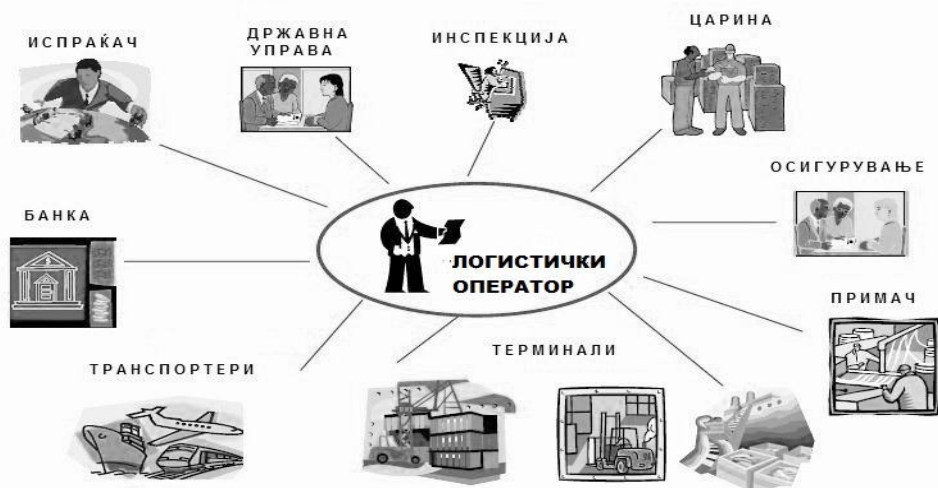 ИСПРАЌАЧ
ДРЖАВНА
УПРАВА
ИНСПЕКЦИЈА
ЦАРИНА
ОСИГУРУВАЊЕ
БАНКА
ЛОГИСТИЧКИ
ОПЕРАТОР
ПРИМАЧ
ТРАНСПОРТЕРИ
ТЕРМИНАЛИ